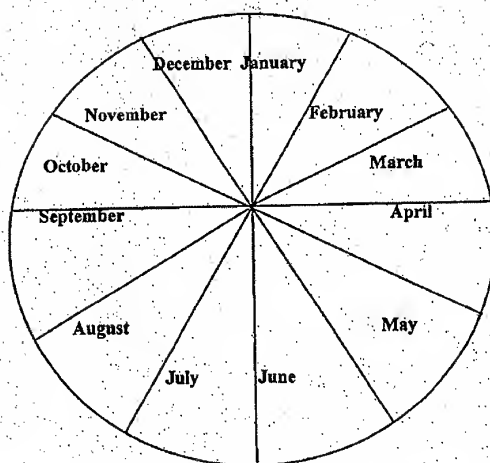 December January
November
February
October
March
September
April
August
May
July
June